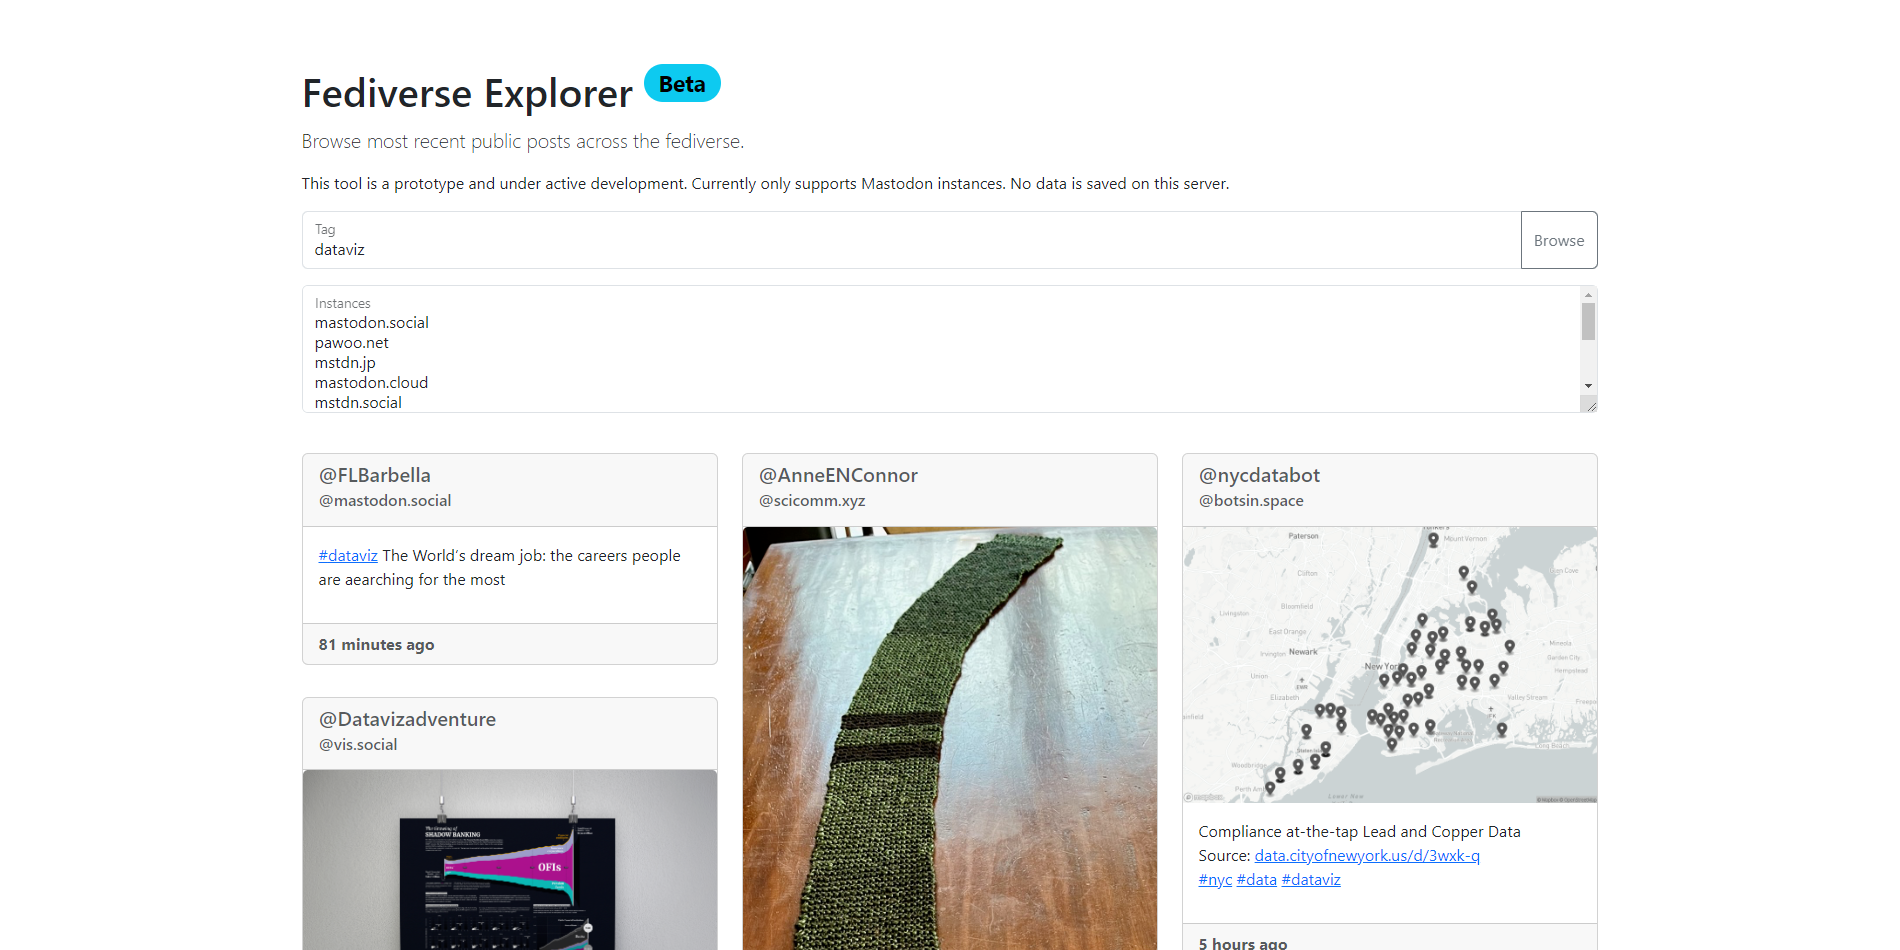 Fediverse Explorer Beta
Browse most recent public posts across the fediverse.
This tool is a prototype and under active development. Currently only supports Mastodon instances. No data is saved on this server.
Tag
dataviz
Browse
Instances
mastodon.social
pawoo.net
mstdn.jp
mastodon.cloud
mstdn.social
@FLBarbella
@mastodon.social
#dataviz The World's dream job: the careers people
are aearching for the most
81 minutes ago
@Datavizadventure
@vis.social
The Growing of
SHADOW BANKING
OFIs
@AnneENConnor
@scicomm.xyz
@nycdatabot
@botsin.space
Paterson
Mount Vernon
Clifton
Livingston
Bloomfield
East Orange
Irvington
Newark
Mineola
Garden City
Hempstead
Union
Elizabeth
Valley Stream
Freeport
Staten Island
Woodbridge
Long Beach
Perth Am
Lower New
mapbox
Compliance at-the-tap Lead and Copper Data
Source: data.cityofnewyork.us/d/3wxk-q
#nyc #data #dataviz
5 hours ago